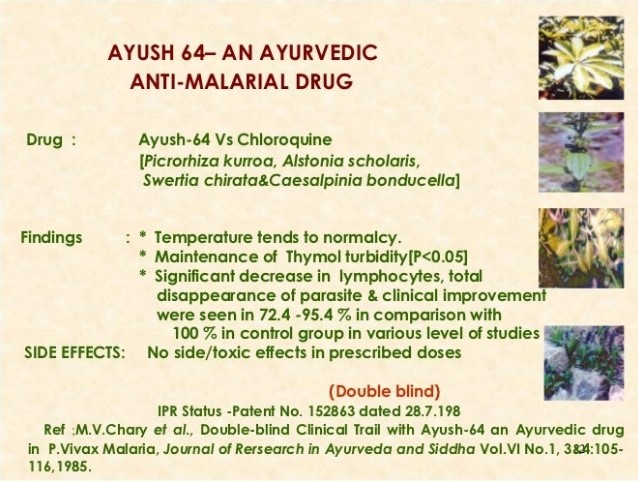 AYUSH 64– AN AYURVEDIC
ANTI-MALARIAL DRUG
Drug : Ayush-64 Vs Chloroquine
[Picrorhiza kurroa, Alstonia scholaris,
Swertia chirata&Caesalpinia bonducella]
Findings : * Temperature tends to normalcy.
* Maintenance of Thymol turbidity[P<0.05]
* Significant decrease in lymphocytes, total
disappearance of parasite & clinical improvement
were seen in 72.4 -95.4 % in comparison with
100 % in control group in various level of studies
SIDE EFFECTS: No side/toxic effects in prescribed doses
(Double blind)
IPR Status -Patent No. 152863 dated 28.7.198
Ref ;M.V.Chary et al., Double-blind Clinical Trail with Ayush-64 an Ayurvedic drug
in P.Vivax Malaria, Journal of Rersearch in Ayurveda and Siddha Vol.VI No.1, 3&4:105-
116,1985.